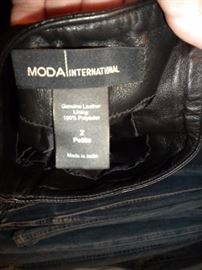 MODA INTERNATIONAL
Genuine Leather
Lining:
100% Polyester
2
Petite
Made in India